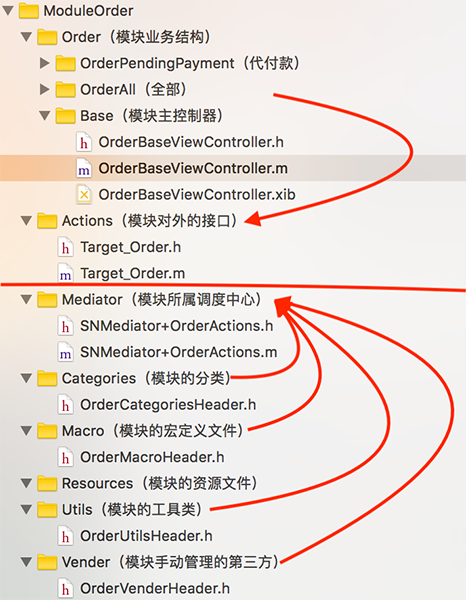 ModuleOrder
Order（模块业务结构）
OrderPendingPayment（代付款）
OrderAll（全部）
Base（模块主控制器）
h OrderBaseViewController.h
m OrderBaseViewController.m
OrderBaseViewController.xib
Actions（模块对外的接口）
h Target_Order.h
m Target_Order.m
Mediator（模块所属调度中心）
h SNMediator+OrderActions.h
m SNMediator+OrderActions.m
Categories（模块的分类）
h OrderCategoriesHeader.h
Macro（模块的宏定义文件）
h OrderMacroHeader.h
Resources（模块的资源文件）
Utils（模块的工具类）
h OrderUtilsHeader.h
Vender（模块手动管理的第三方）
h OrderVenderHeader.h